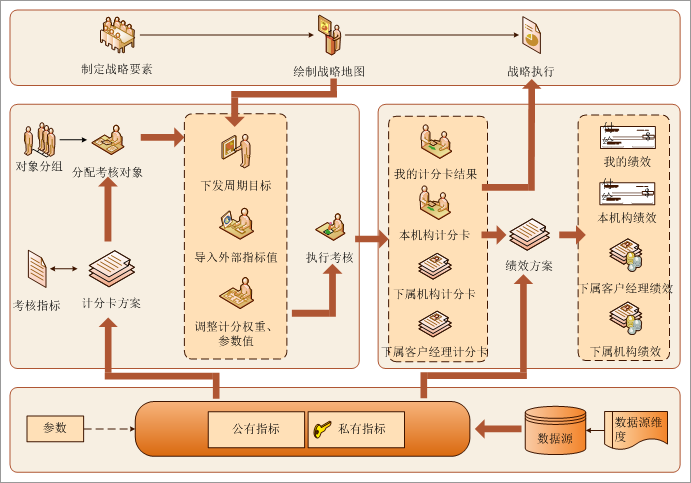 制定战略要素
绘制战略地图
战略执行
对象分组
分配考核对象
下发周期目标
导入外部指标值
调整计分权重、
参数值
考核指标
计分卡方案
执行考核
我的计分卡结果
本机构计分卡
下属机构计分卡
下属客户经理计分卡
绩效方案
我的绩效
本机构绩效
下属客户经理绩效
下属机构绩效
参数
公有指标
私有指标
数据源
数据源维
度